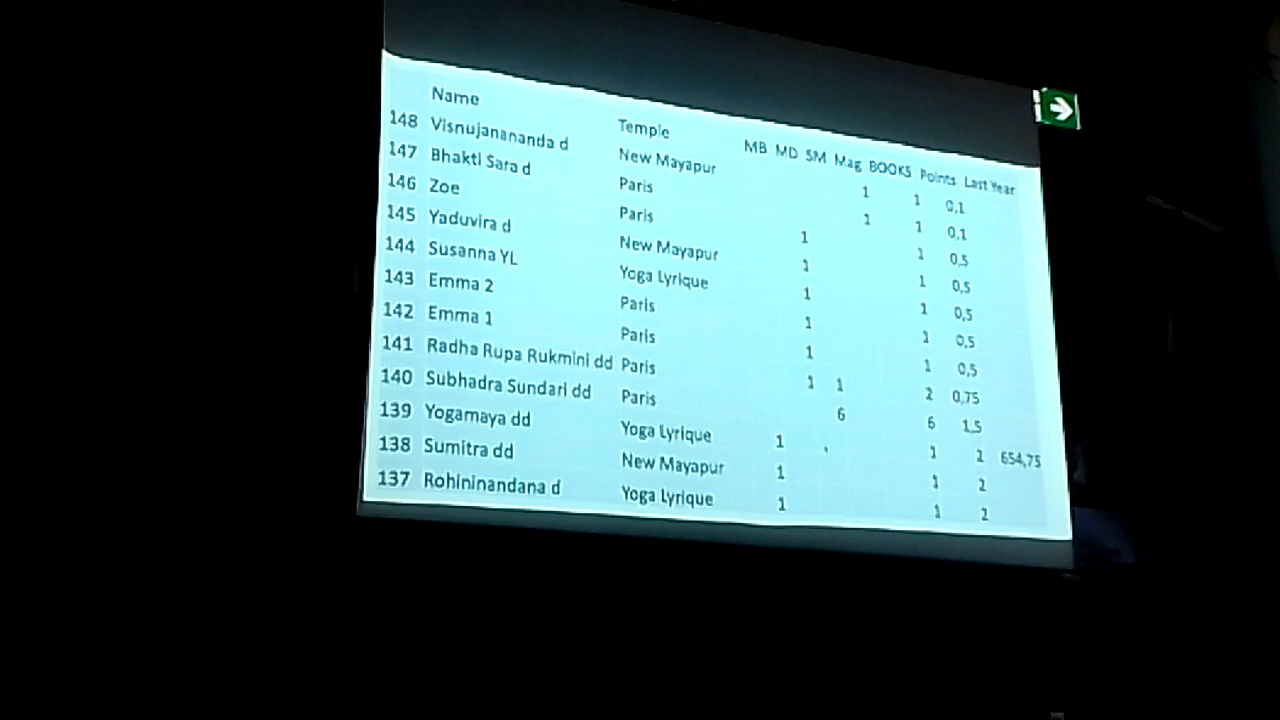 Name Temple MB MD SM Mag BOOKS Points Last Year
148 Visnujanananda d New Mayapur 1 1 0,1
147 Bhakti Sara d Paris 1 1 0,1
146 Zoe Paris 1 1 0,5
145 Yaduvira d New Mayapur 1 1 0,5
144 Susanna YL Yoga Lyrique 1 1 0,5
143 Emma 2 Paris 1 1 0,5
142 Emma 1 Paris 1 1 0,5
141 Radha Rupa Rukmini dd Paris 1 1 2 0,75
140 Subhadra Sundari dd Paris 6 6 1,5
139 Yogamaya dd Yoga Lyrique 1 1 2 654,75
138 Sumitra dd New Mayapur 1 1 2
137 Rohininandana d Yoga Lyrique 1 1 2